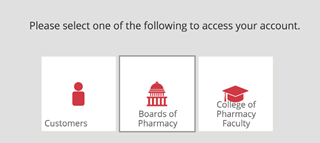 Please select one of the following to access your account.
Customers
Boards of
Pharmacy
College of
Pharmacy
Faculty